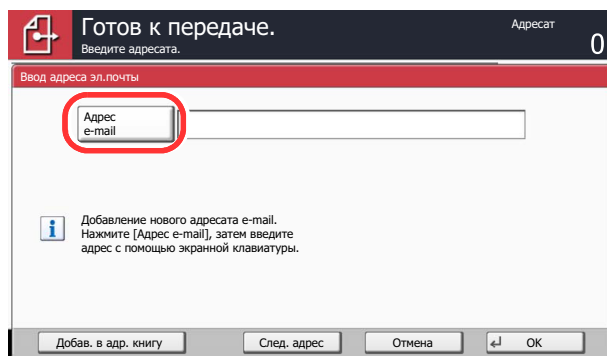 Готов к передаче.
Адресат
Введите адресата.
0
Ввод адреса эл.почты
Адрес
e-mail
Добавление нового адресата e-mail.
Нажмите [Адрес e-mail], затем введите
адрес с помощью экранной клавиатуры.
Добав. в адр. книгу
След. адрес
Отмена
OK